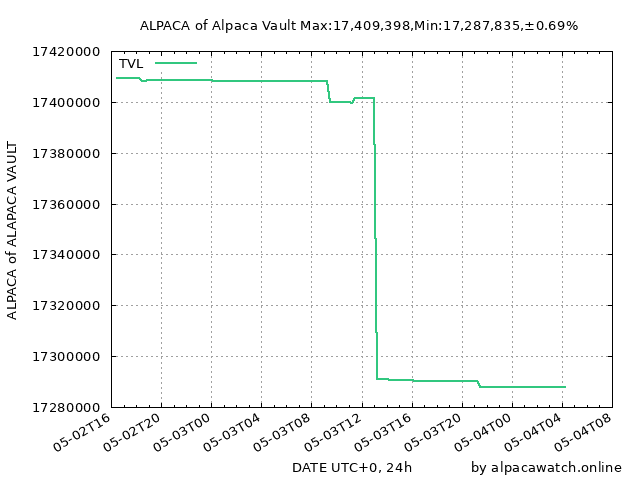 ALPACA of Alpaca Vault Max:17,409,398,Min:17,287,835,±0.69%
TVL
17420000
17400000
17380000
17360000
17340000
17320000
17300000
17280000
ALPACA of ALAPACA VAULT
05-02T16
05-02T20
05-03T00
05-03T04
05-03T08
05-03T12
05-03T16
05-03T20
05-04T00
05-04T04
05-04T08
DATE UTC+0, 24h
by alpacawatch.online